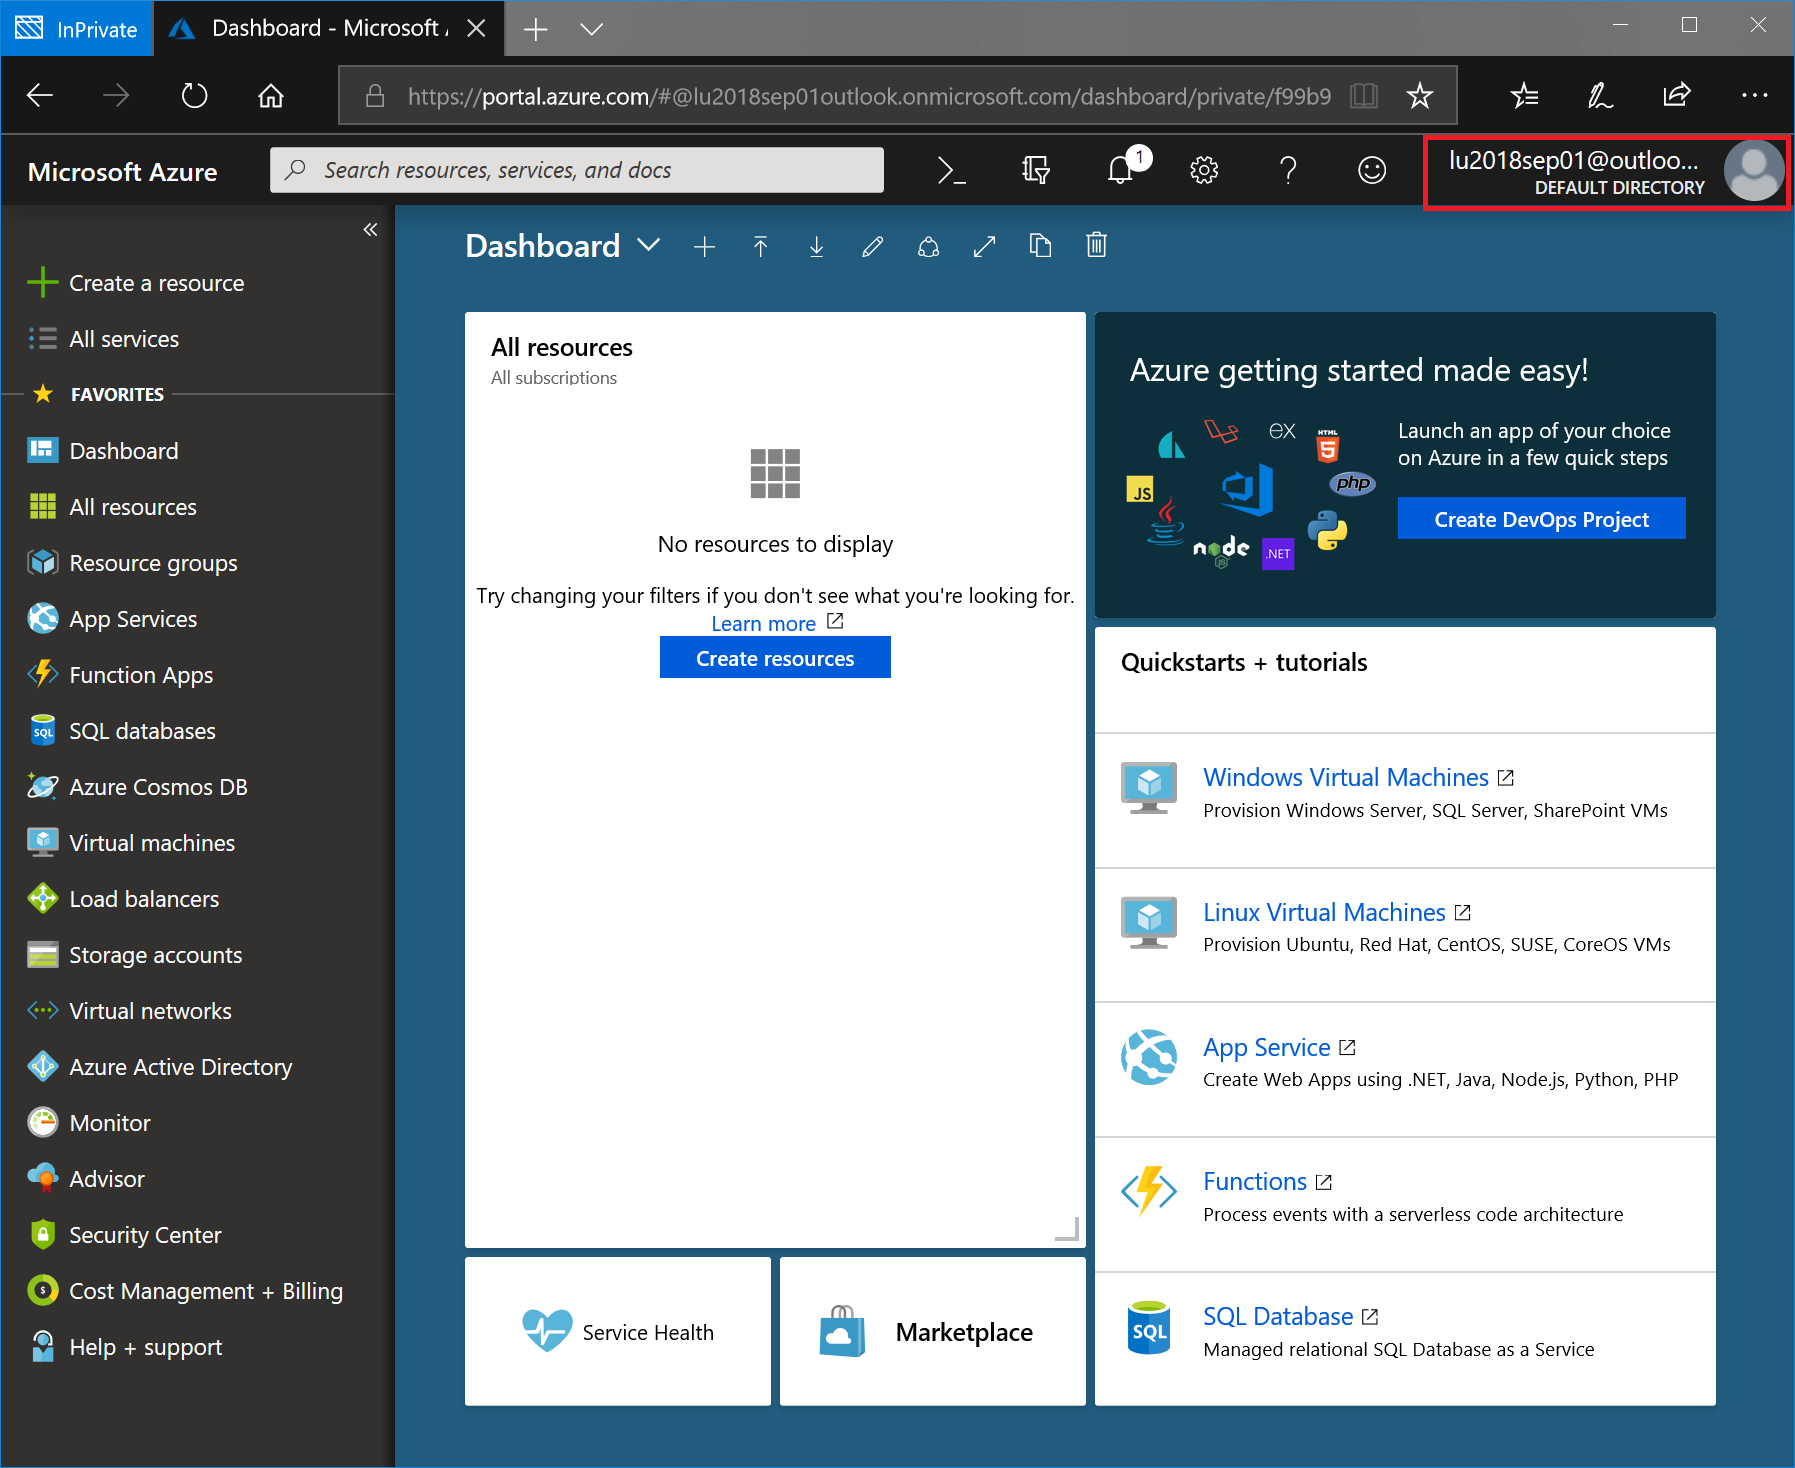 InPrivate
Dashboard - Microsoft
https://portal.azure.com/#@lu2018sep01outlook.onmicrosoft.com/dashboard/private/f99b9
Microsoft Azure
Search resources, services, and docs
1
lu2018sep01@outloo...
DEFAULT DIRECTORY
Create a resource
All services
FAVORITES
Dashboard
All resources
Resource groups
App Services
Function Apps
SQL
SQL databases
Azure Cosmos DB
Virtual machines
Load balancers
Storage accounts
Virtual networks
Azure Active Directory
Monitor
Advisor
Security Center
Cost Management + Billing
Help + support
Dashboard
All resources
All subscriptions
No resources to display
Try changing your filters if you don't see what you're looking for.
Learn more
Create resources
Service Health
Marketplace
Azure getting started made easy!
Launch an app of your choice
on Azure in a few quick steps
Create DevOps Project
ex
HTML
5
php
JS
node
JS
.NET
Quickstarts + tutorials
Windows Virtual Machines
Provision Windows Server, SQL Server, SharePoint VMs
Linux Virtual Machines
Provision Ubuntu, Red Hat, CentOS, SUSE, CoreOS VMs
App Service
Create Web Apps using .NET, Java, Node.js, Python, PHP
Functions
Process events with a serverless code architecture
SQL
SQL Database
Managed relational SQL Database as a Service